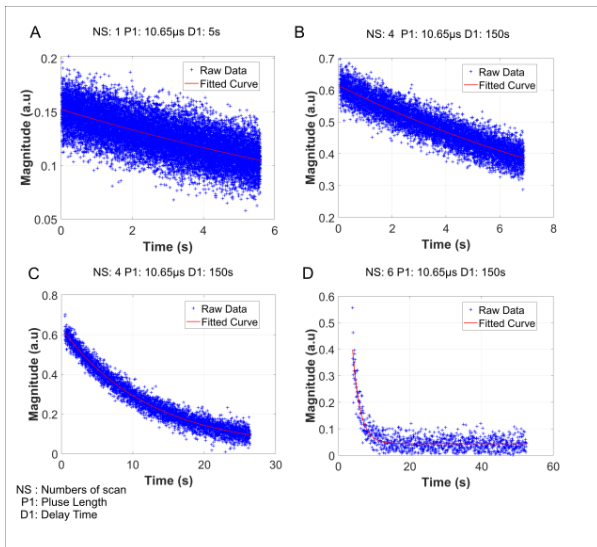 A
NS: 1 P1: 10.65µs D1: 5s
0.2
0.15
0.1
0.05
0
2
4
6
8
Magnitude (a.u)
Time (s)
Raw Data
Fitted Curve
B
NS: 4 P1: 10.65µs D1: 150s
0.7
0.6
0.5
0.4
0.3
0.2
0
2
4
6
8
Magnitude (a.u)
Time (s)
Raw Data
Fitted Curve
C
NS: 4 P1: 10.65µs D1: 150s
0.8
0.6
0.4
0.2
0
0
10
20
30
Magnitude (a.u)
Time (s)
Raw Data
Fitted Curve
D
NS: 6 P1: 10.65µs D1: 150s
0.6
0.5
0.4
0.3
0.2
0.1
0
0
20
40
60
Magnitude (a.u)
Time (s)
Raw Data
Fitted Curve
NS : Numbers of scan
P1: Pluse Length
D1: Delay Time